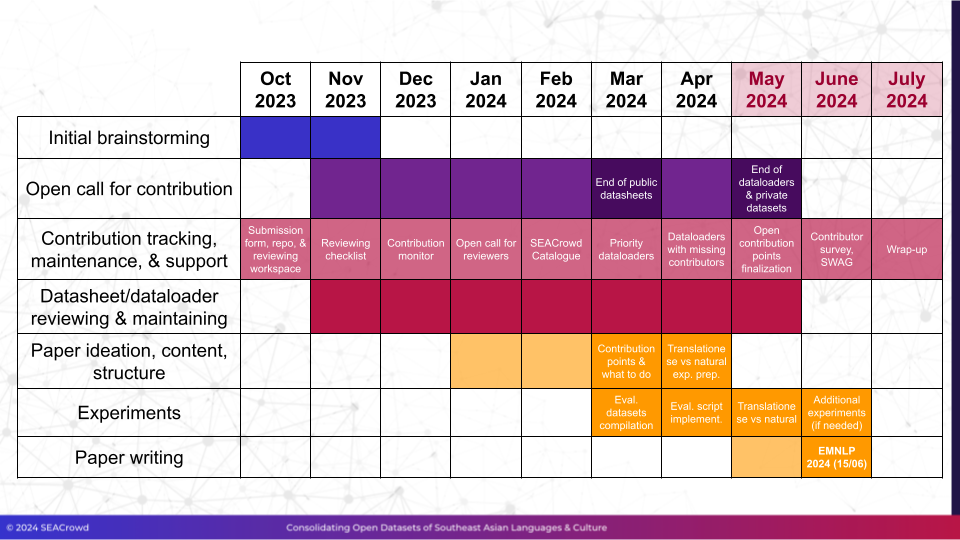 Oct
2023
Nov
2023
Dec
2023
Jan
2024
Feb
2024
Mar
2024
Apr
2024
May
2024
June
2024
July
2024
Initial brainstorming
Open call for contribution
End of public
datasheets
End of
dataloaders
& private
datasets
Contribution tracking,
maintenance, & support
Submission
form, repo, &
reviewing
workspace
Reviewing
checklist
Contribution
monitor
Open call for
reviewers
SEACrowd
Catalogue
Priority
dataloaders
Dataloaders
with missing
contributors
Open
contribution
points
finalization
Contributor
survey,
SWAG
Wrap-up
Datasheet/dataloader
reviewing & maintaining
Paper ideation, content,
structure
Contribution
points &
what to do
Translatione
se vs natural
exp. prep.
Experiments
Eval.
datasets
compilation
Eval. script
implement.
Translatione
se vs natural
Additional
experiments
(if needed)
Paper writing
EMNLP
2024 (15/06)
© 2024 SEACrowd
Consolidating Open Datasets of Southeast Asian Languages & Culture